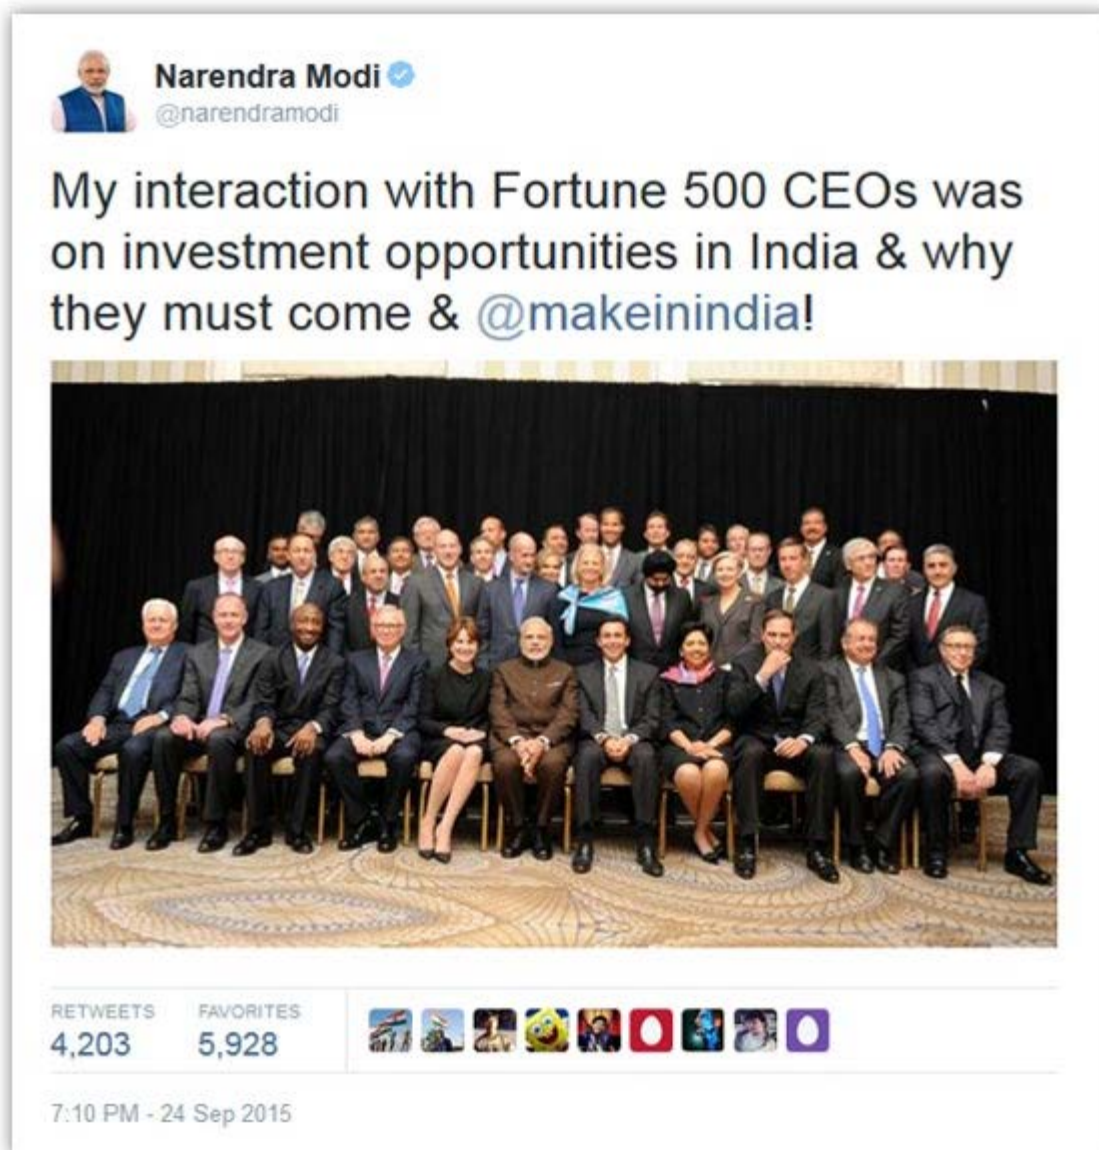 Narendra Modi
@narendramodi
My interaction with Fortune 500 CEOs was
on investment opportunities in India & why
they must come & @makeinindia!
RETWEETS FAVORITES
4,203 5,928
7:10 PM - 24 Sep 2015